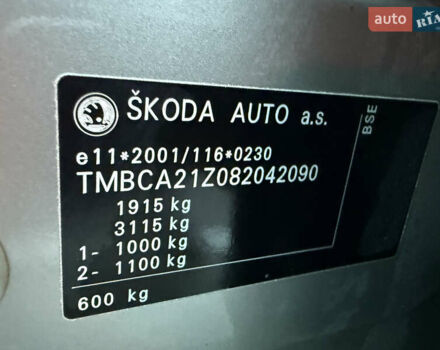 auto RIA
ŠKODA AUTO a.s.
BSE
e11*2001/116*0230
TMBCA21Z082042090
1915 kg
3115 kg
1- 1000 kg
2- 1100 kg
600 kg